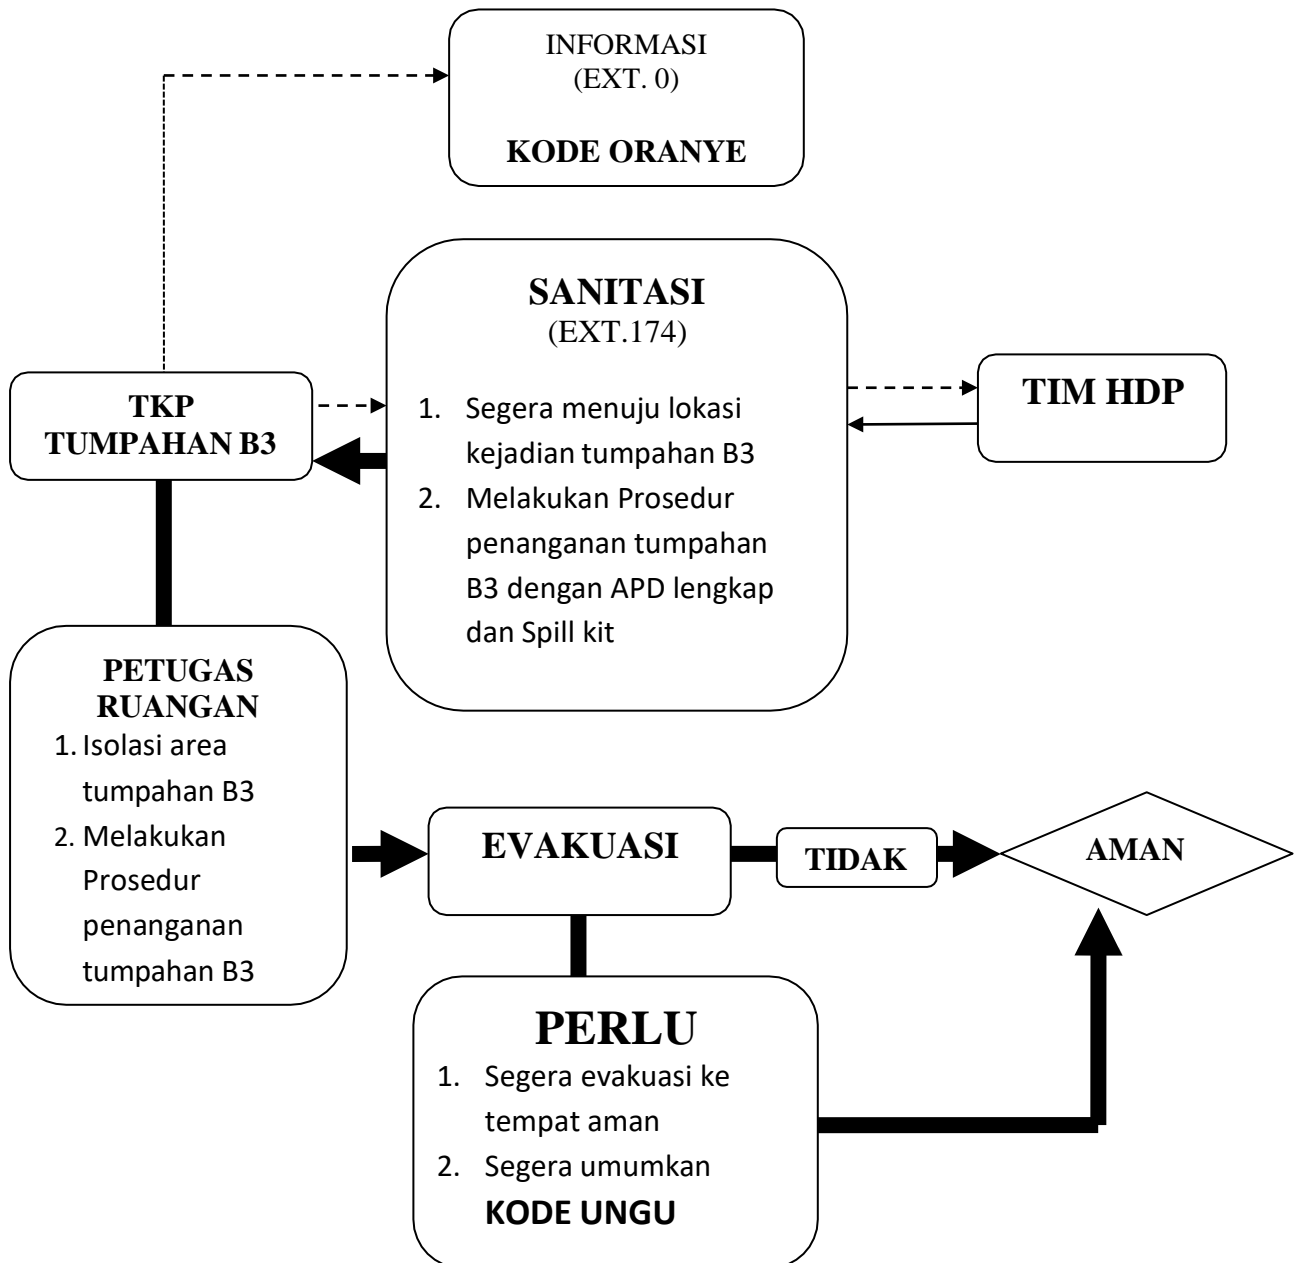 INFORMASI
(EXT. 0)
KODE ORANYE
SANITASI
(EXT.174)
1. Segera menuju lokasi
kejadian tumpahan B3
2. Melakukan Prosedur
penanganan tumpahan
B3 dengan APD lengkap
dan Spill kit
TIM HDP
TKP
TUMPAHAN B3
PETUGAS
RUANGAN
1. Isolasi area
tumpahan B3
2. Melakukan
Prosedur
penanganan
tumpahan B3
EVAKUASI
TIDAK
AMAN
PERLU
1. Segera evakuasi ke
tempat aman
2. Segera umumkan
KODE UNGU